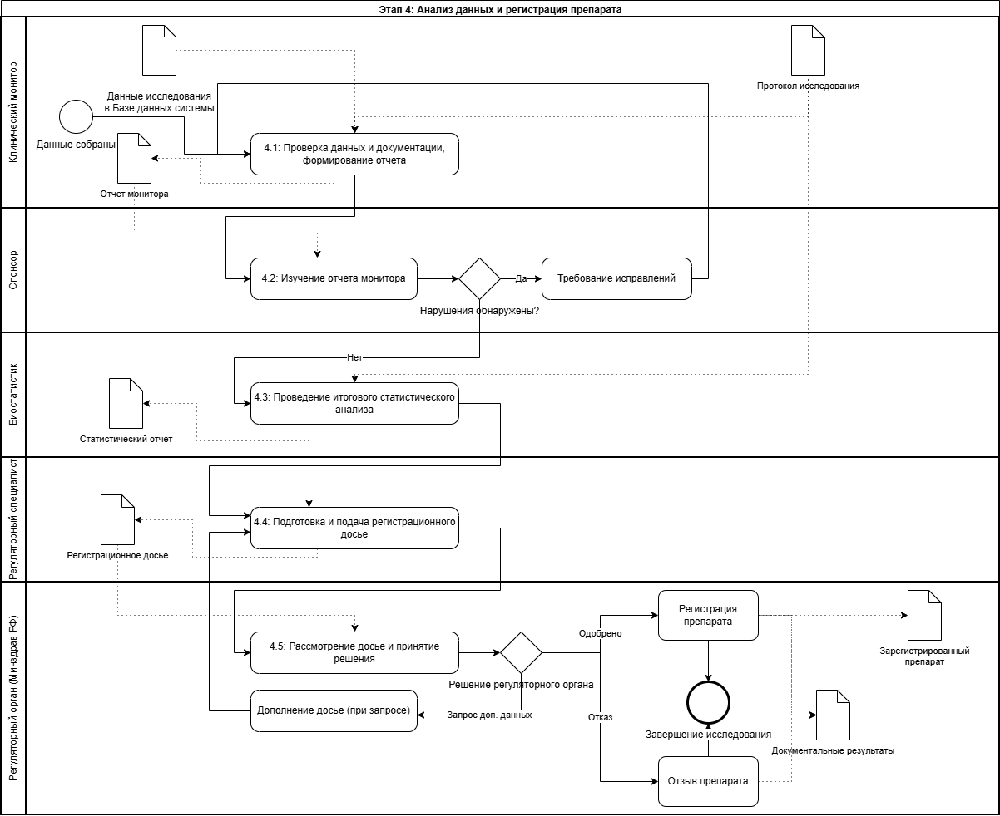 Этап 4: Анализ данных и регистрация препарата
Клинический монитор
Данные исследования
в Базе данных системы
Протокол исследования
Данные собраны
4.1: Проверка данных и документации,
формирование отчета
Отчет монитора
Спонсор
4.2: Изучение отчета монитора
Да
Требование исправлений
Нарушения обнаружены?
Биостатистик
Нет
4.3: Проведение итогового статистического
анализа
Статистический отчет
Регуляторный специалист
4.4: Подготовка и подача регистрационного
досье
Регистрационное досье
Регуляторный орган (Минздрав РФ)
Регистрация
препарата
Одобрено
4.5: Рассмотрение досье и принятие
решения
Зарегистрированный
препарат
Решение регуляторного органа
Дополнение досье (при запросе)
Запрос доп. данных
Отказ
Завершение исследования
Документальные результаты
Отзыв препарата